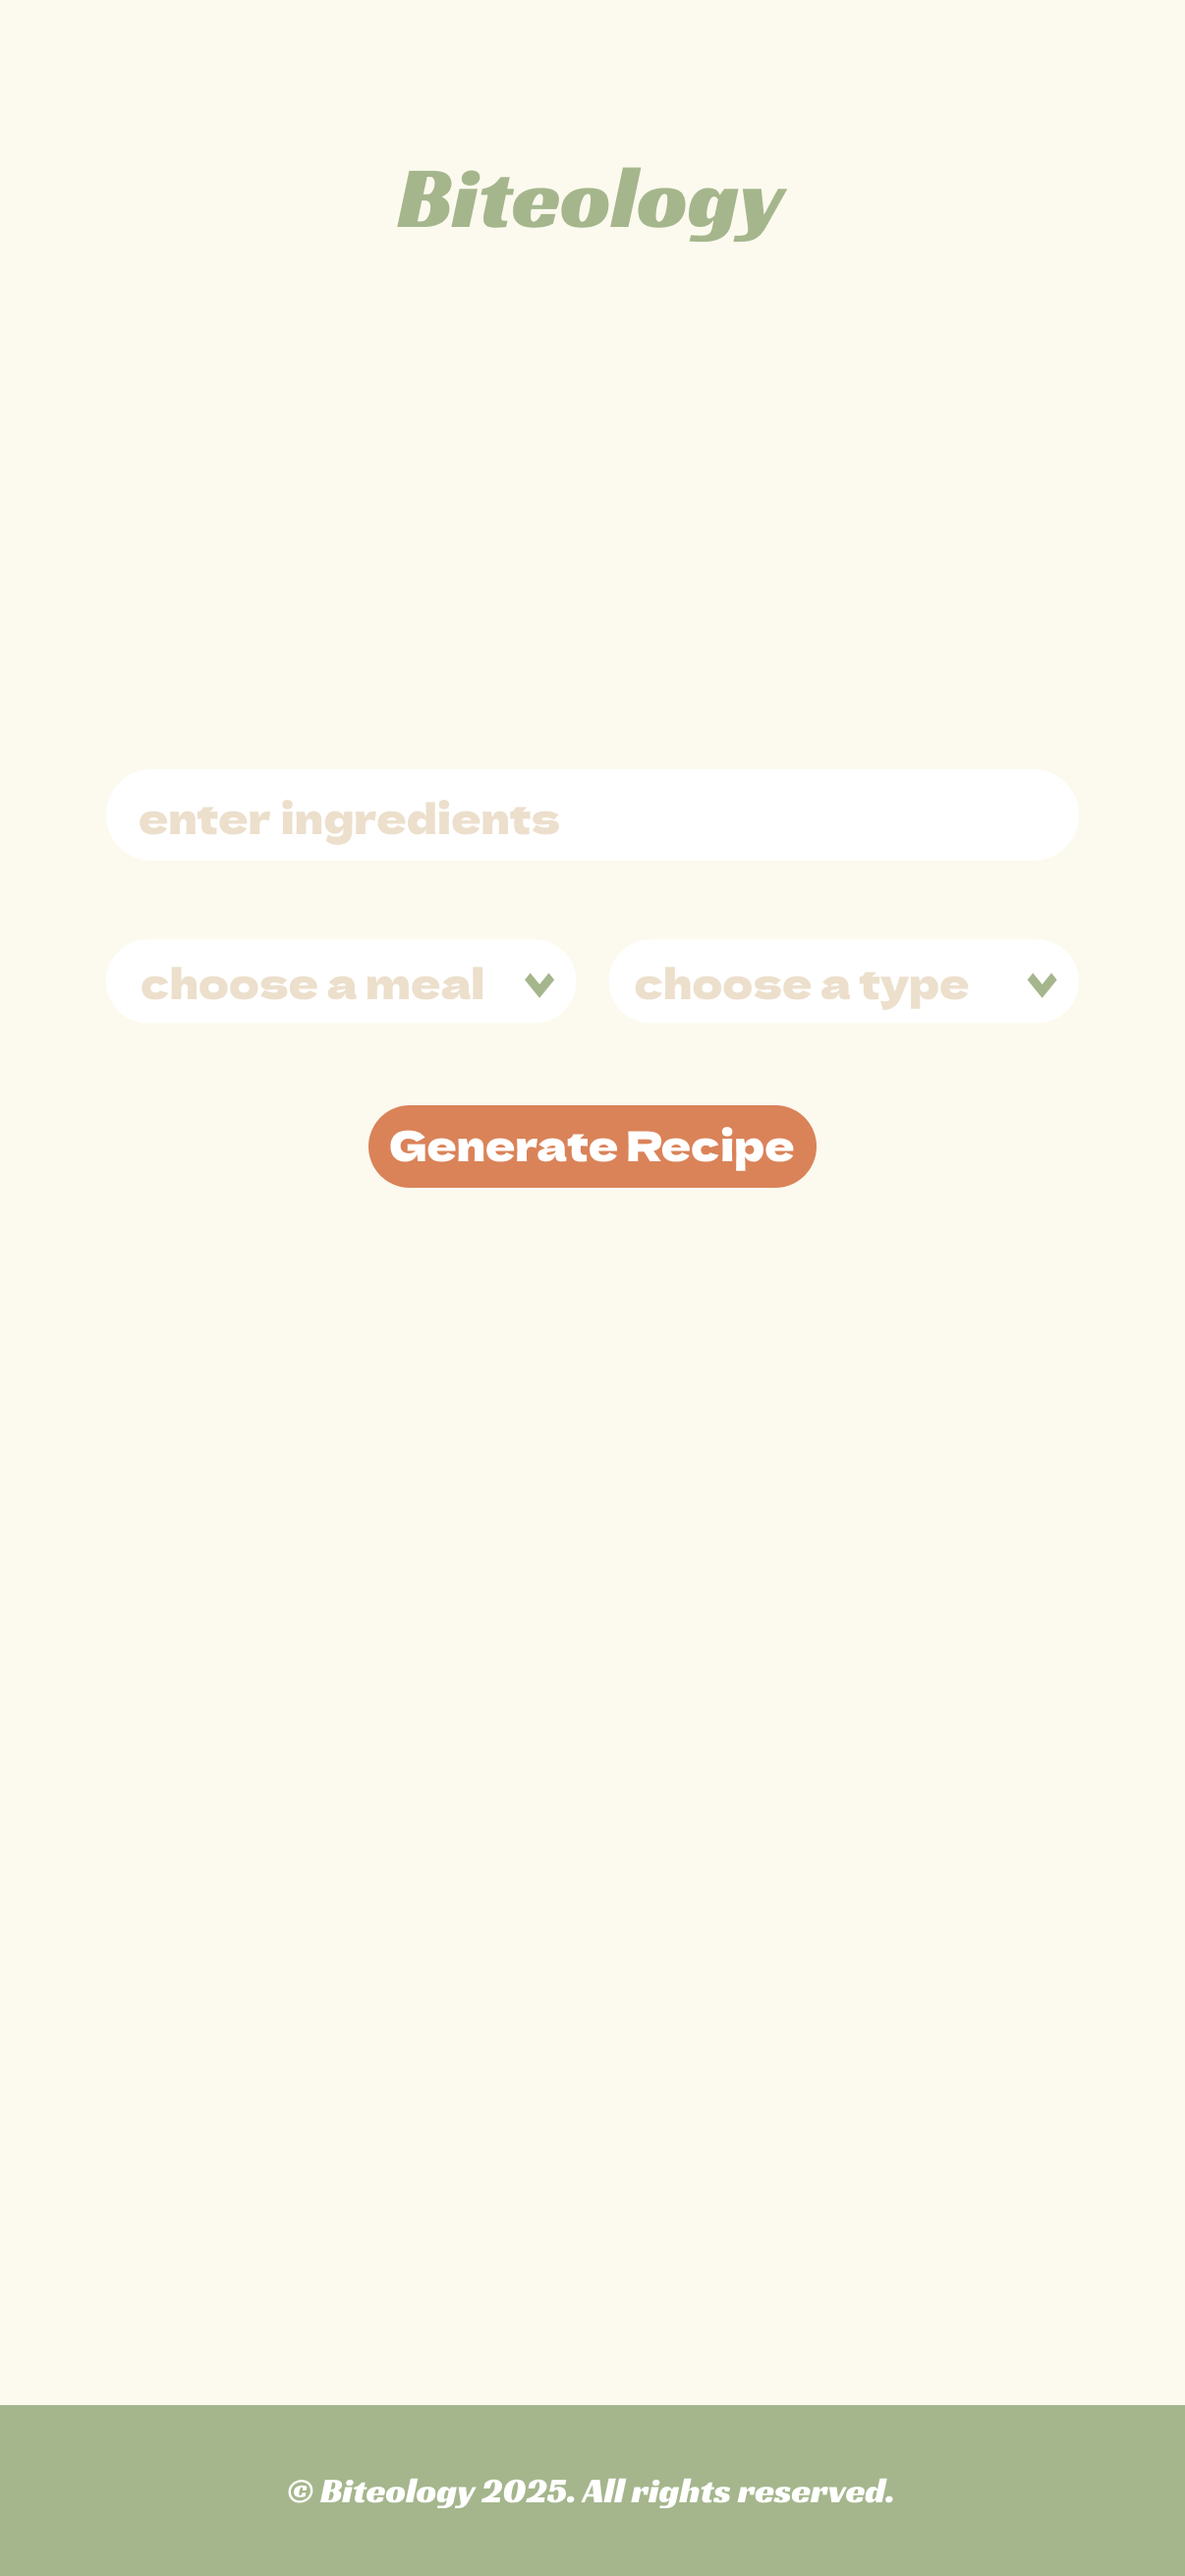 Biteology
enter ingredients
choose a meal
choose a type
Generate Recipe
© Biteology 2025. All rights reserved.